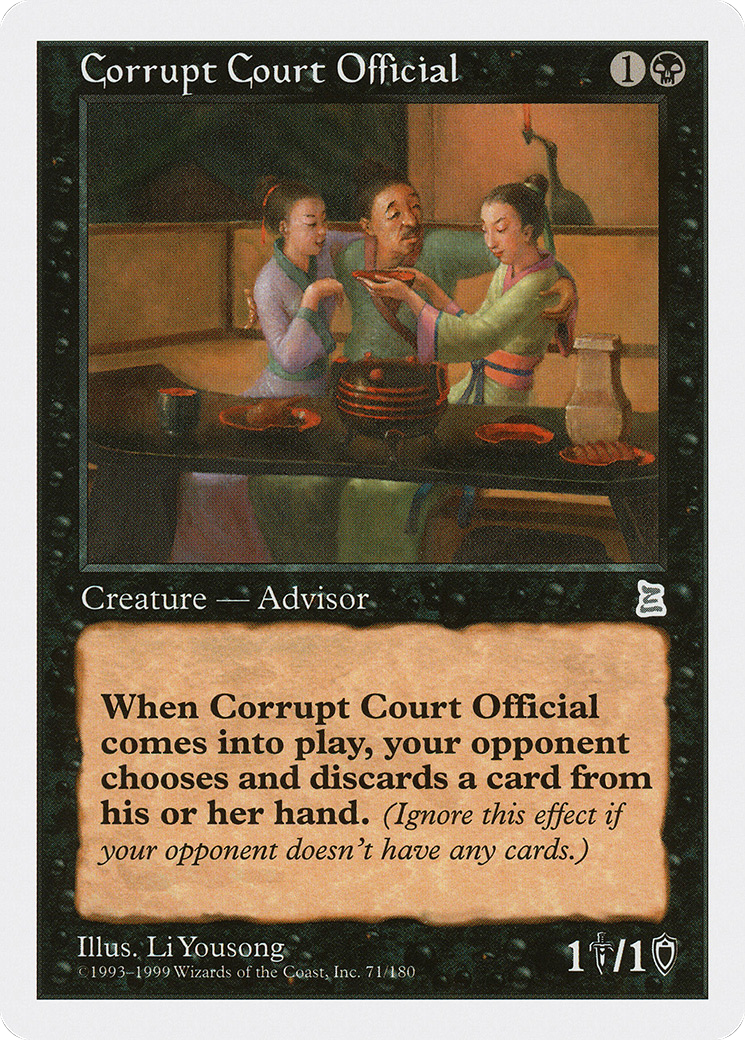 Corrupt Court Official
1
Creature — Advisor
When Corrupt Court Official
comes into play, your opponent
chooses and discards a card from
his or her hand. (Ignore this effect if
your opponent doesn't have any cards.)
Illus. Li Yousong
©1993–1999 Wizards of the Coast, Inc. 71/180
1/1